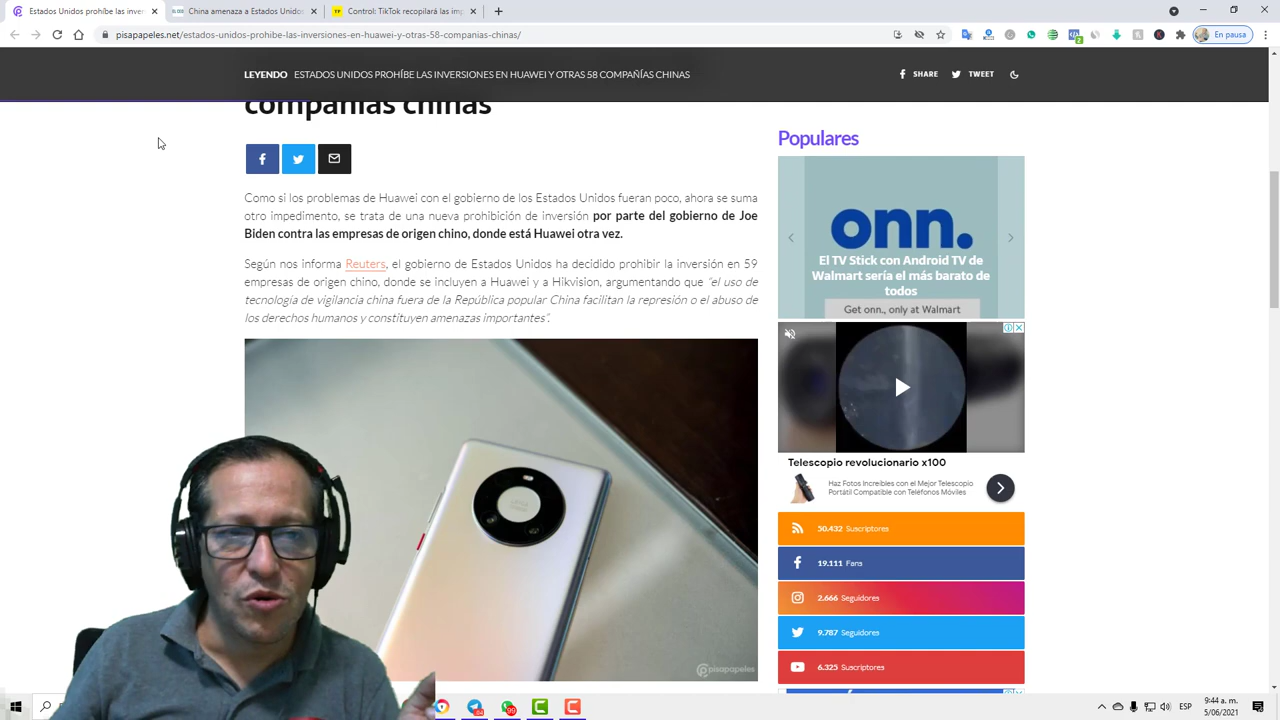 Estados Unidos prohíbe las inver
China amenaza a Estados Unidos
Tim Cook testificará las imp
pisapapeles.net/estados-unidos-prohibe-las-inversiones-en-huawei-y-otras-58-companias-chinas/
En pausa
LEYENDO ESTADOS UNIDOS PROHÍBE LAS INVERSIONES EN HUAWEI Y OTRAS 58 COMPAÑÍAS CHINAS
SHARE
TWEET
compañías chinas
Como si los problemas de Huawei con el gobierno de los Estados Unidos fueran poco, ahora se suma
otro impedimento, se trata de una nueva prohibición de inversión por parte del gobierno de Joe
Biden contra las empresas de origen chino, donde está Huawei otra vez.
Según nos informa Reuters, el gobierno de Estados Unidos ha decidido prohibir la inversión en 59
empresas de origen chino, donde se incluyen a Huawei y a Hikvision, argumentando que “el uso de
tecnología de vigilancia china fuera de la República popular China facilitan la represión o el abuso de
los derechos humanos y constituyen amenazas importantes”.
pisapapeles
Populares
onn.
El TV Stick con Android TV de
Walmart sería el más barato de
todos
Get onn., only at Walmart
Telescopio revolucionario x100
Haz Fotos Increíbles con el Mejor Telescopio
Portátil Compatible con Teléfonos Móviles
50.432 Suscriptores
19.111 Fans
2.666 Seguidores
9.787 Seguidores
6.325 Suscriptores
99
ESP
9:44 a. m.
5/06/2021